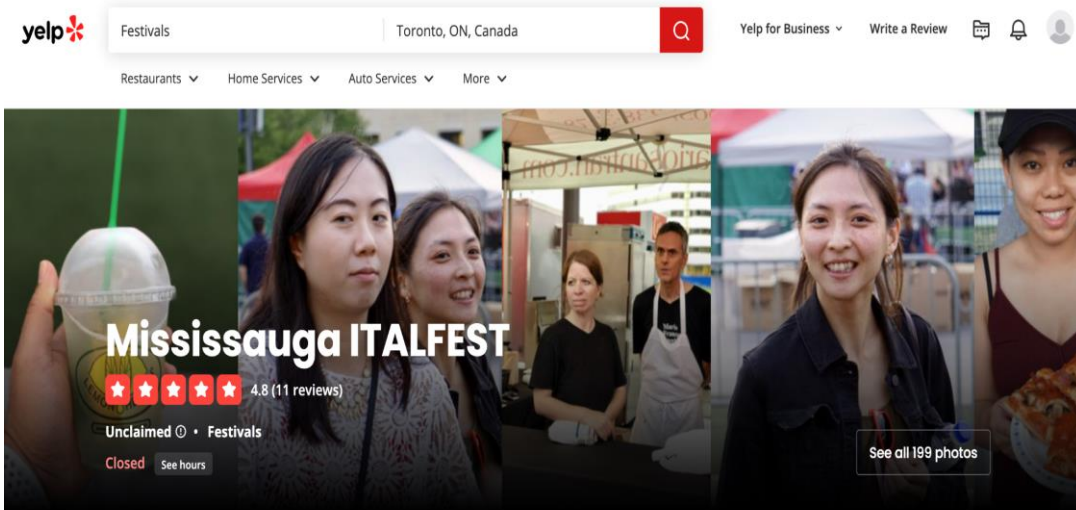 yelp
Festivals
Toronto, ON, Canada
Yelp for Business
Write a Review
Restaurants
Home Services
Auto Services
More
Mississauga ITALFEST
4.8 (11 reviews)
Unclaimed • Festivals
Closed See hours
See all 199 photos